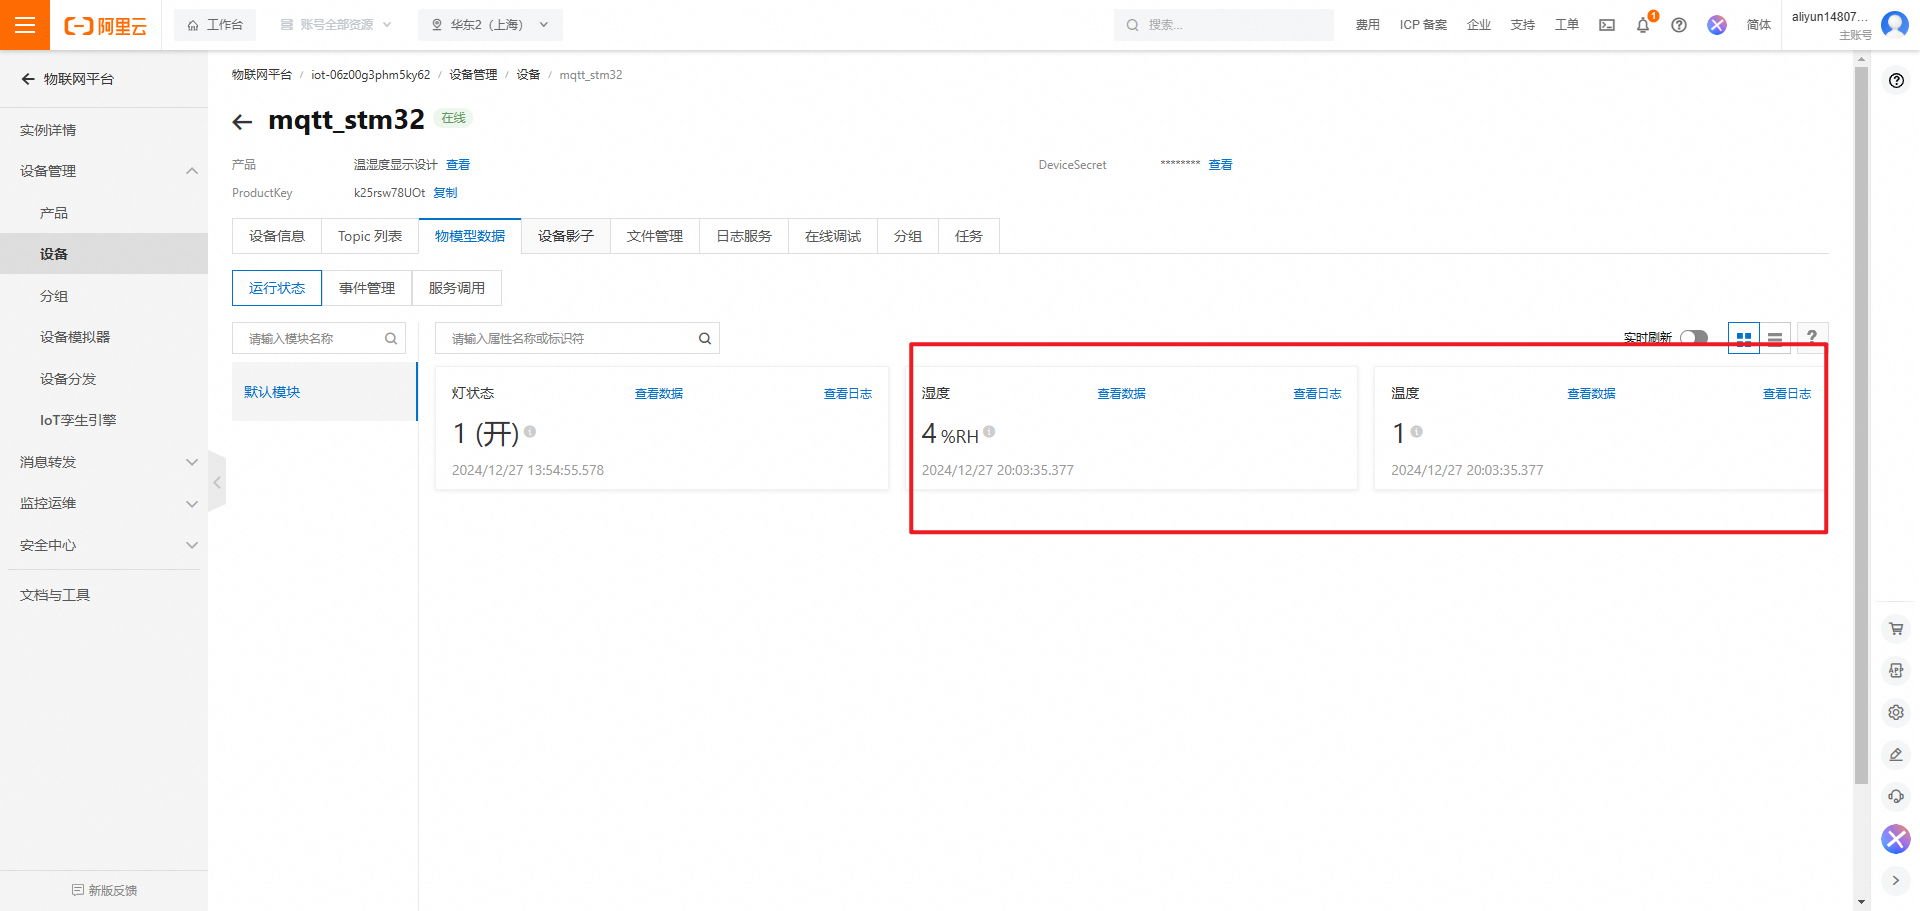 阿里云
工作台
账号全部资源
华东2（上海）
搜索...
费用
ICP 备案
企业
支持
工单
1
简体
aliyun14807...
主账号
物联网平台
实例详情
设备管理
产品
设备
分组
设备模拟器
设备分发
IoT孪生引擎
消息转发
监控运维
安全中心
文档与工具
新版反馈
物联网平台 / iot-06z00g3phm5ky62 / 设备管理 / 设备 / mqtt_stm32
mqtt_stm32 在线
产品 温湿度显示设计 查看
DeviceSecret ******** 查看
ProductKey k25rsw78UOt 复制
设备信息 Topic 列表 物模型数据 设备影子 文件管理 日志服务 在线调试 分组 任务
运行状态 事件管理 服务调用
请输入模块名称
请输入属性名称或标识符
实时刷新
?
默认模块
灯状态 查看数据 查看日志
1 (开)
2024/12/27 13:54:55.578
湿度 查看数据 查看日志
4 %RH
2024/12/27 20:03:35.377
温度 查看数据 查看日志
1
2024/12/27 20:03:35.377